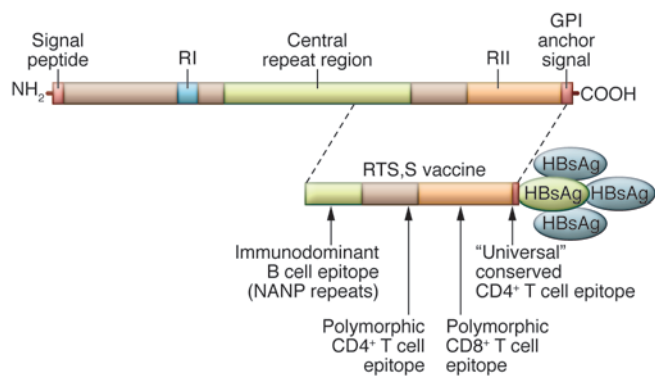 Signal
peptide
RI
Central
repeat region
RII
GPI
anchor
signal
NH2
COOH
RTS,S vaccine
HBsAg
HBsAg
HBsAg
HBsAg
Immunodominant
B cell epitope
(NANP repeats)
"Universal"
conserved
CD4+ T cell epitope
Polymorphic
CD4+ T cell
epitope
Polymorphic
CD8+ T cell
epitope